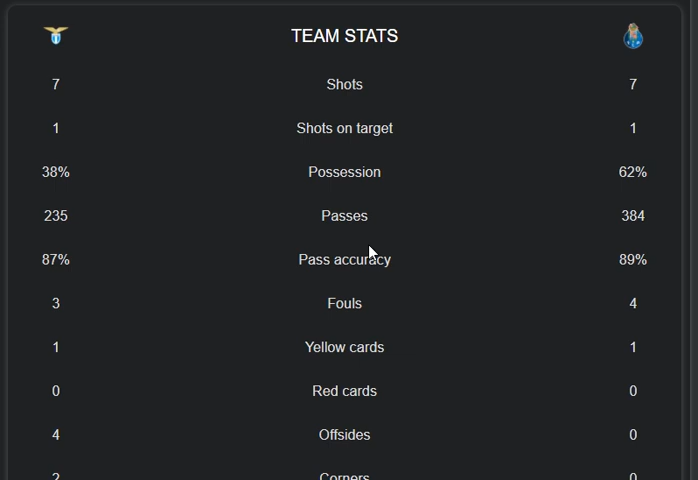 TEAM STATS
7 Shots 7
1 Shots on target 1
38% Possession 62%
235 Passes 384
87% Pass accuracy 89%
3 Fouls 4
1 Yellow cards 1
0 Red cards 0
4 Offsides 0
2 Corners 0